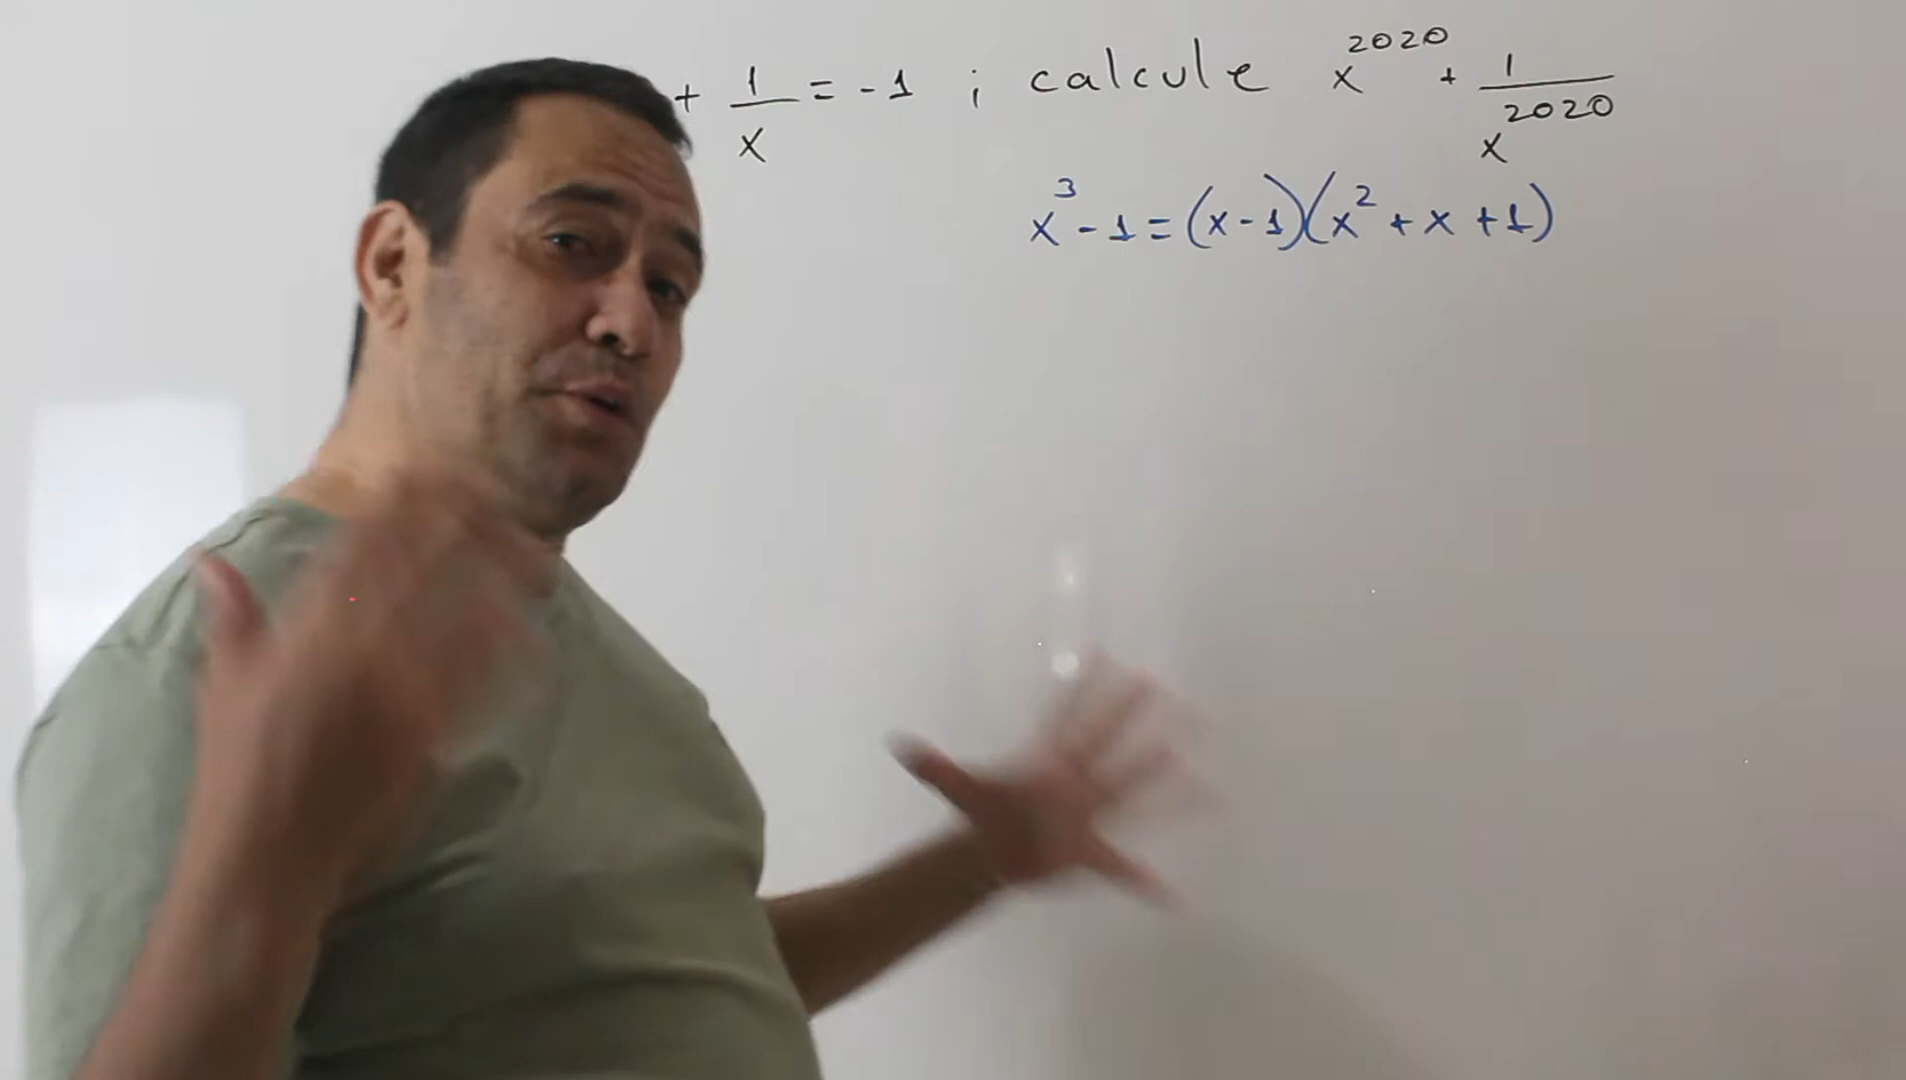 + 1/x = -1 ; calcule x^2020 + 1/x^2020
x^3 - 1 = (x - 1)(x^2 + x + 1)